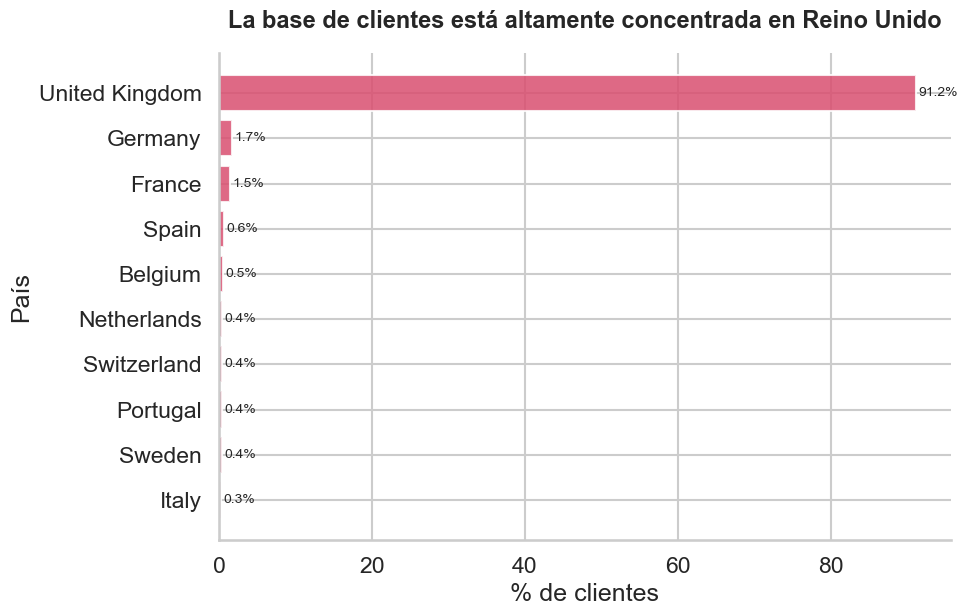 La base de clientes está altamente concentrada en Reino Unido
United Kingdom 91.2%
Germany 1.7%
France 1.5%
Spain 0.6%
Belgium 0.5%
Netherlands 0.4%
Switzerland 0.4%
Portugal 0.4%
Sweden 0.4%
Italy 0.3%
País
0 20 40 60 80
% de clientes